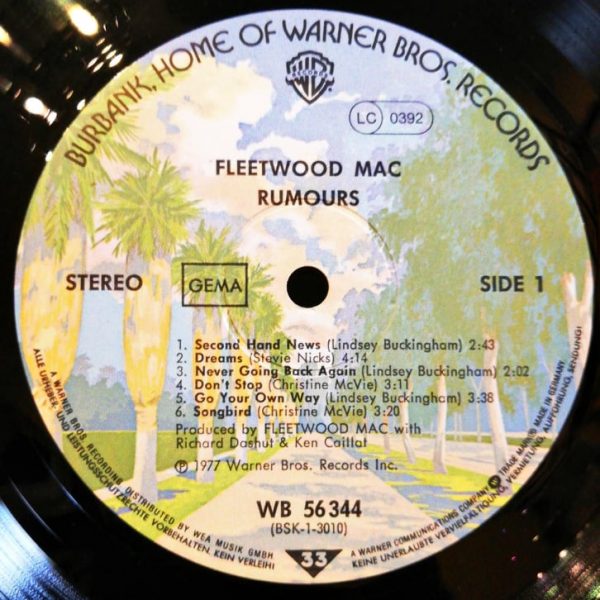 BURBANK, HOME OF WARNER BROS. RECORDS
RECORDS
LC 0392
FLEETWOOD MAC
RUMOURS
STEREO
GEMA
SIDE 1
1. Second Hand News (Lindsey Buckingham) 2:43
2. Dreams (Stevie Nicks) 4:14
3. Never Going Back Again (Lindsey Buckingham) 2:02
4. Don't Stop (Christine McVie) 3:11
5. Go Your Own Way (Lindsey Buckingham) 3:38
6. Songbird (Christine McVie) 3:20
Produced by FLEETWOOD MAC with
Richard Dashut & Ken Caillat
Ⓟ 1977 Warner Bros. Records Inc.
WB 56 344
(BSK-1-3010)
33
A WARNER BROS. RECORDING DISTRIBUTED BY WEA MUSIK GMBH
ALLE URHEBER- UND LEISTUNGSSCHUTZRECHTE VORBEHALTEN. KEIN VERLEIH!
A WARNER COMMUNICATIONS COMPANY TRADE MARK MADE IN GERMANY
KEINE UNERLAUBTE VERVIELFÄLTIGUNG, VERMIETUNG, AUFFÜHRUNG, SENDUNG!